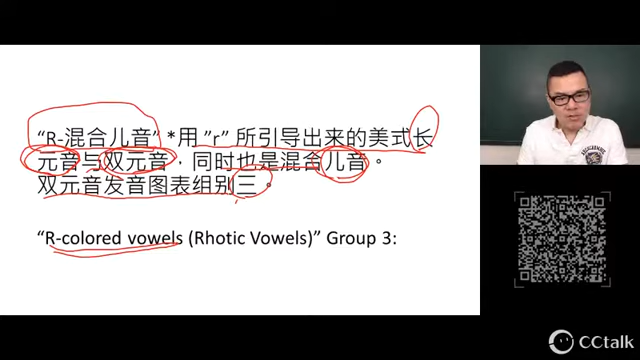 “R-混合儿音” *用 ”r” 所引导出来的美式长
元音与双元音．同时也是混合儿音。
双元音发音图表组别三。
“R-colored vowels (Rhotic Vowels)” Group 3:
CCtalk